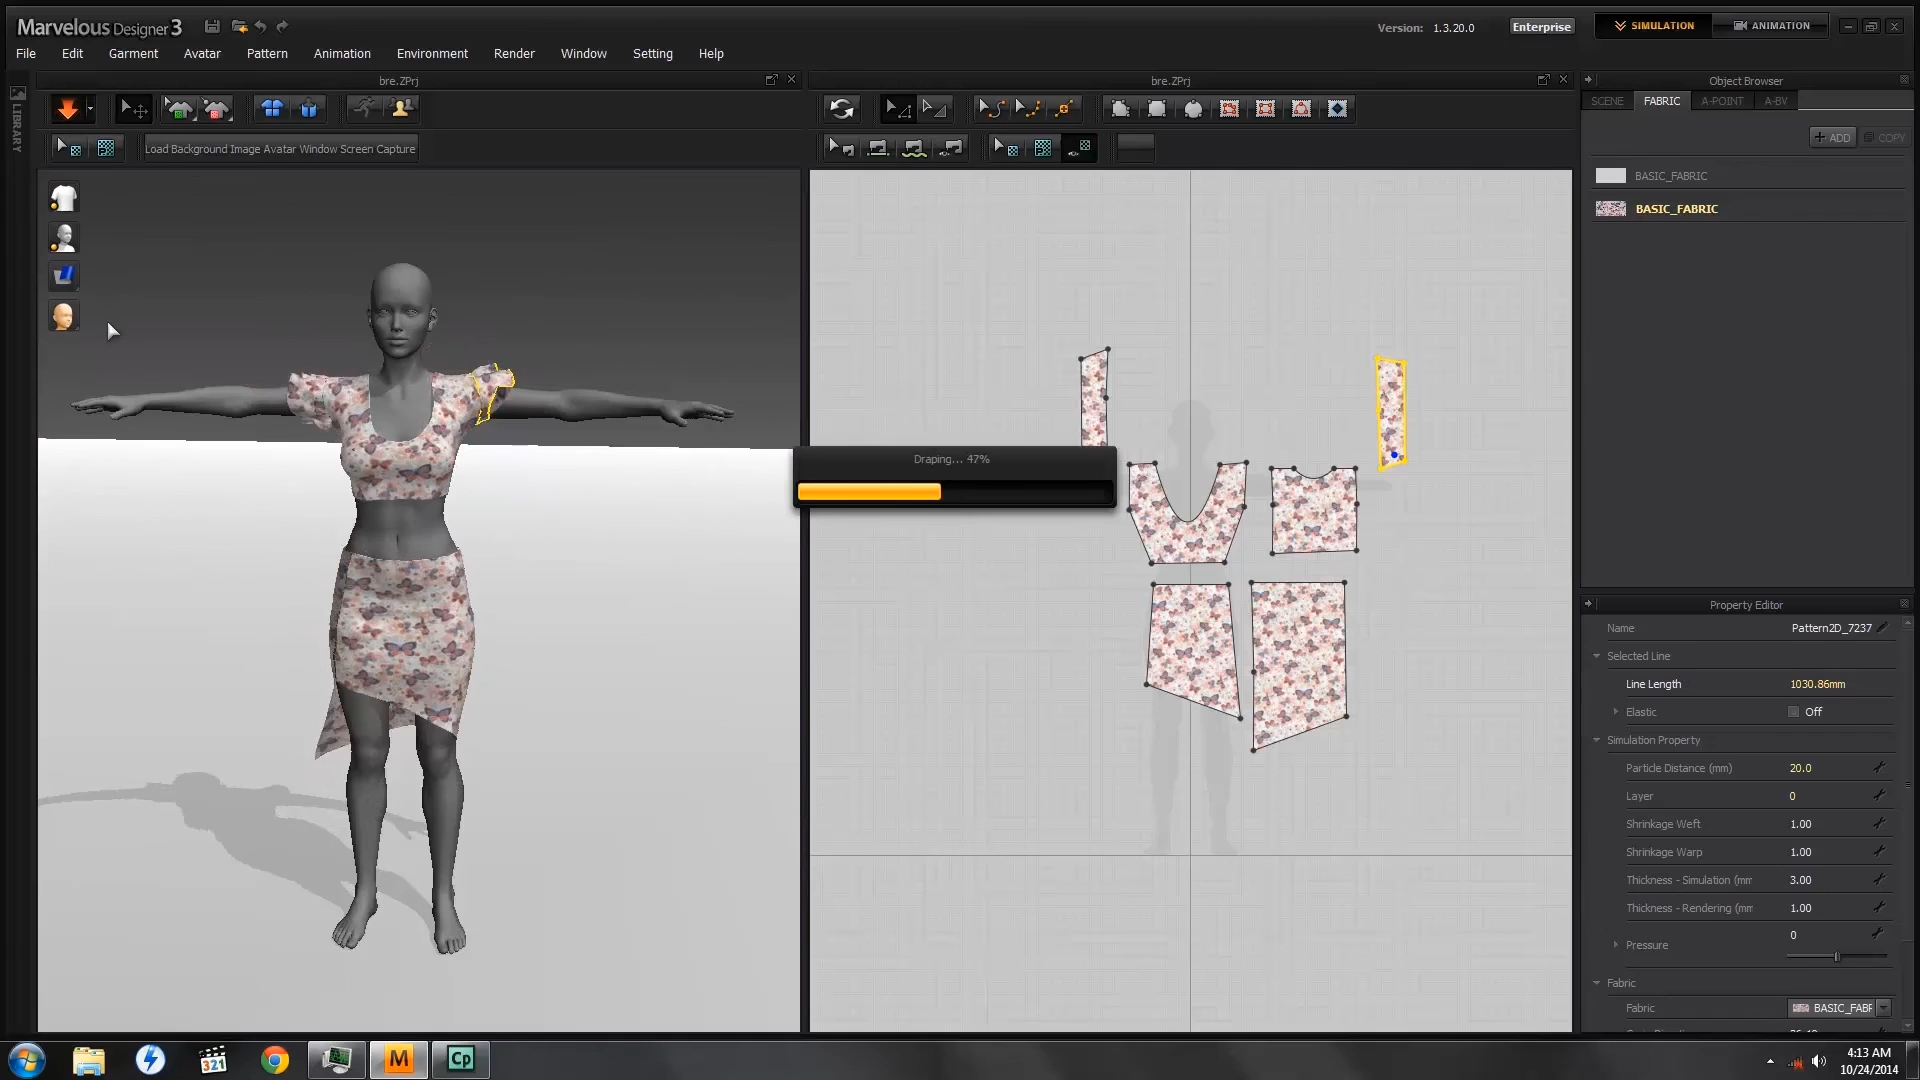 Marvelous Designer 3
Version: 1.3.20.0
Enterprise
SIMULATION
ANIMATION
File Edit Garment Avatar Pattern Animation Environment Render Window Setting Help
bre.ZPrj
bre.ZPrj
Object Browser
SCENE FABRIC A-POINT A-BV
LIBRARY
+ ADD COPY
Load Background Image Avatar Window Screen Capture
BASIC_FABRIC
BASIC_FABRIC
Draping... 47%
Property Editor
Name Pattern2D_7237
Selected Line
Line Length 1030.86mm
Elastic Off
Simulation Property
Particle Distance (mm) 20.0
Layer 0
Shrinkage Weft 1.00
Shrinkage Warp 1.00
Thickness - Simulation (mm 3.00
Thickness - Rendering (mm 1.00
Pressure 0
Fabric
Fabric BASIC_FABR
321
M
Cp
4:13 AM
10/24/2014